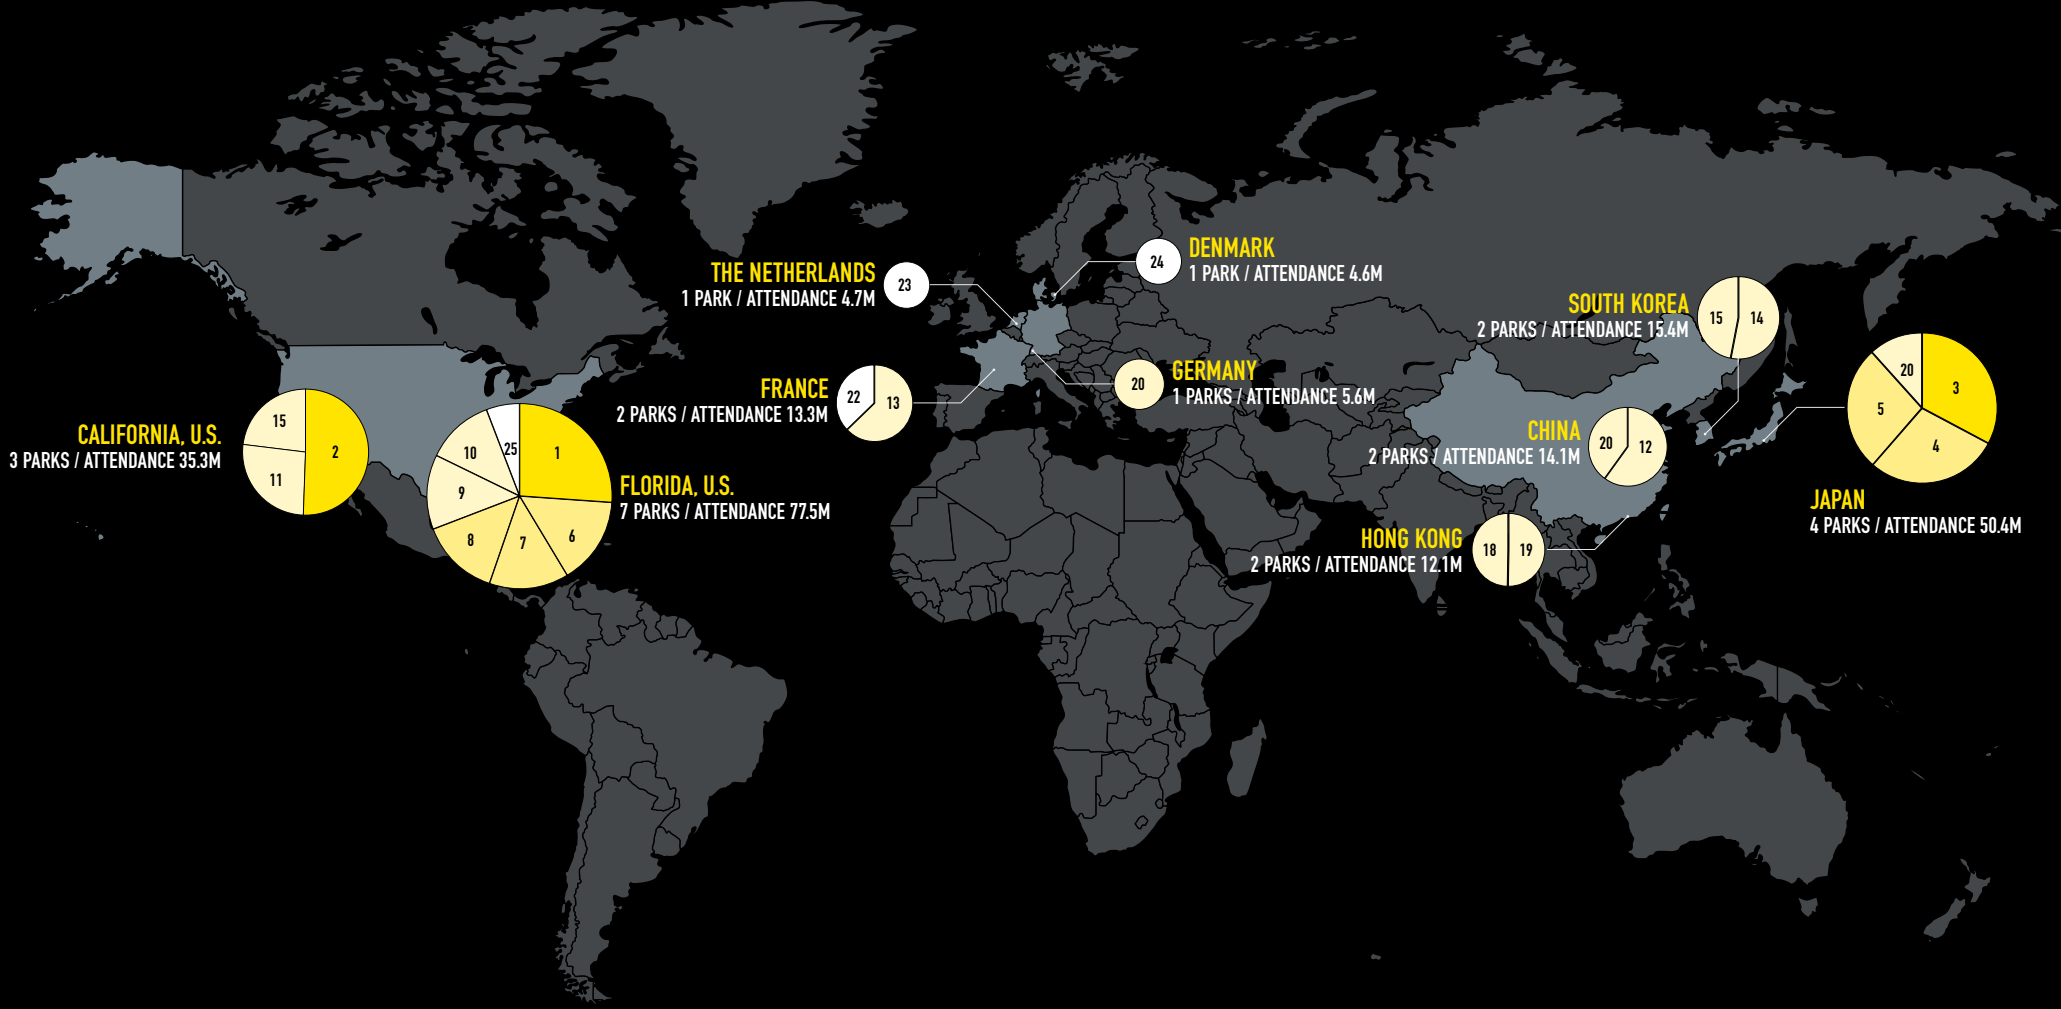 THE NETHERLANDS
1 PARK / ATTENDANCE 4.7M
23
24
DENMARK
1 PARK / ATTENDANCE 4.6M
SOUTH KOREA
2 PARKS / ATTENDANCE 15.4M
15
14
FRANCE
2 PARKS / ATTENDANCE 13.3M
22
13
20
GERMANY
1 PARKS / ATTENDANCE 5.6M
20
3
5
4
JAPAN
4 PARKS / ATTENDANCE 50.4M
CALIFORNIA, U.S.
3 PARKS / ATTENDANCE 35.3M
15
2
11
10
25
1
9
8
7
6
FLORIDA, U.S.
7 PARKS / ATTENDANCE 77.5M
CHINA
2 PARKS / ATTENDANCE 14.1M
20
12
HONG KONG
2 PARKS / ATTENDANCE 12.1M
18
19